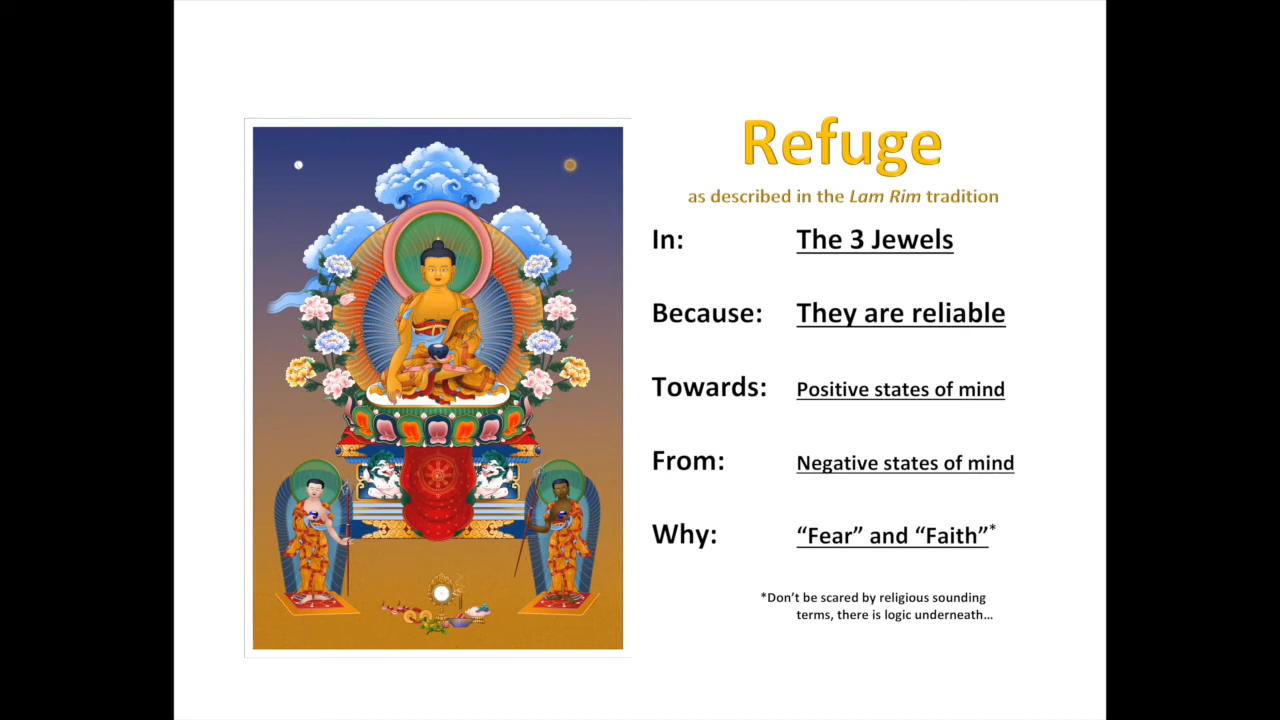 Refuge
as described in the Lam Rim tradition
In: The 3 Jewels
Because: They are reliable
Towards: Positive states of mind
From: Negative states of mind
Why: “Fear” and “Faith”*
*Don’t be scared by religious sounding
terms, there is logic underneath…